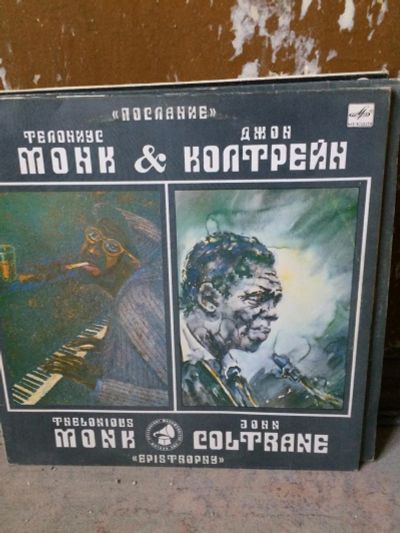 «ПОСЛАНИЕ»
ТЕЛОНИУС
ДЖОН
МОНК & КОЛТРЕЙН
THELONIOUS
JOHN
MONK
COLTRANE
«EPISTROPHY»